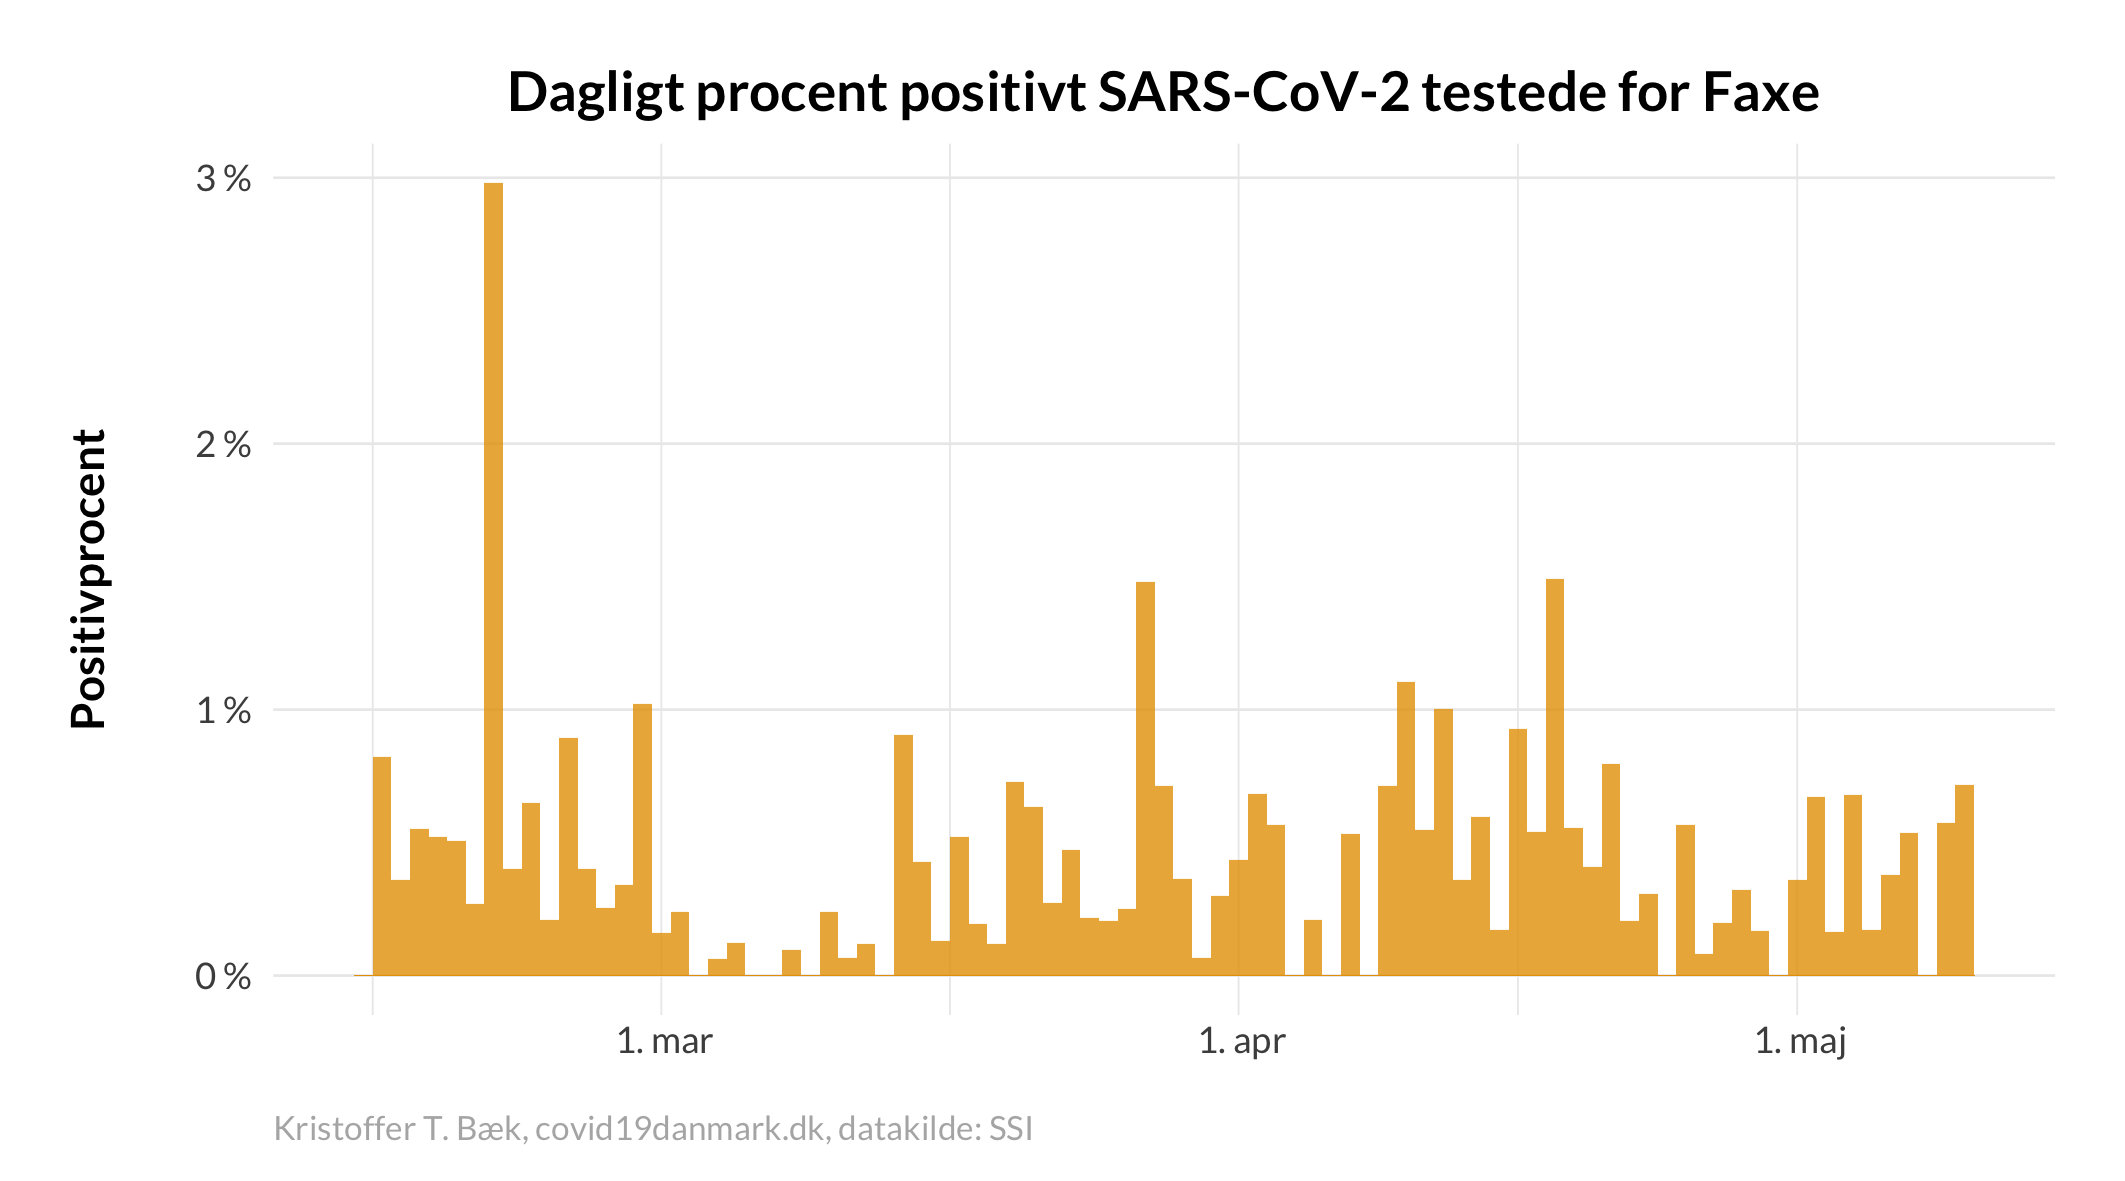 Dagligt procent positivt SARS-CoV-2 testede for Faxe
Positivprocent
3 %
2 %
1 %
0 %
1. mar
1. apr
1. maj
Kristoffer T. Bæk, covid19danmark.dk, datakilde: SSI